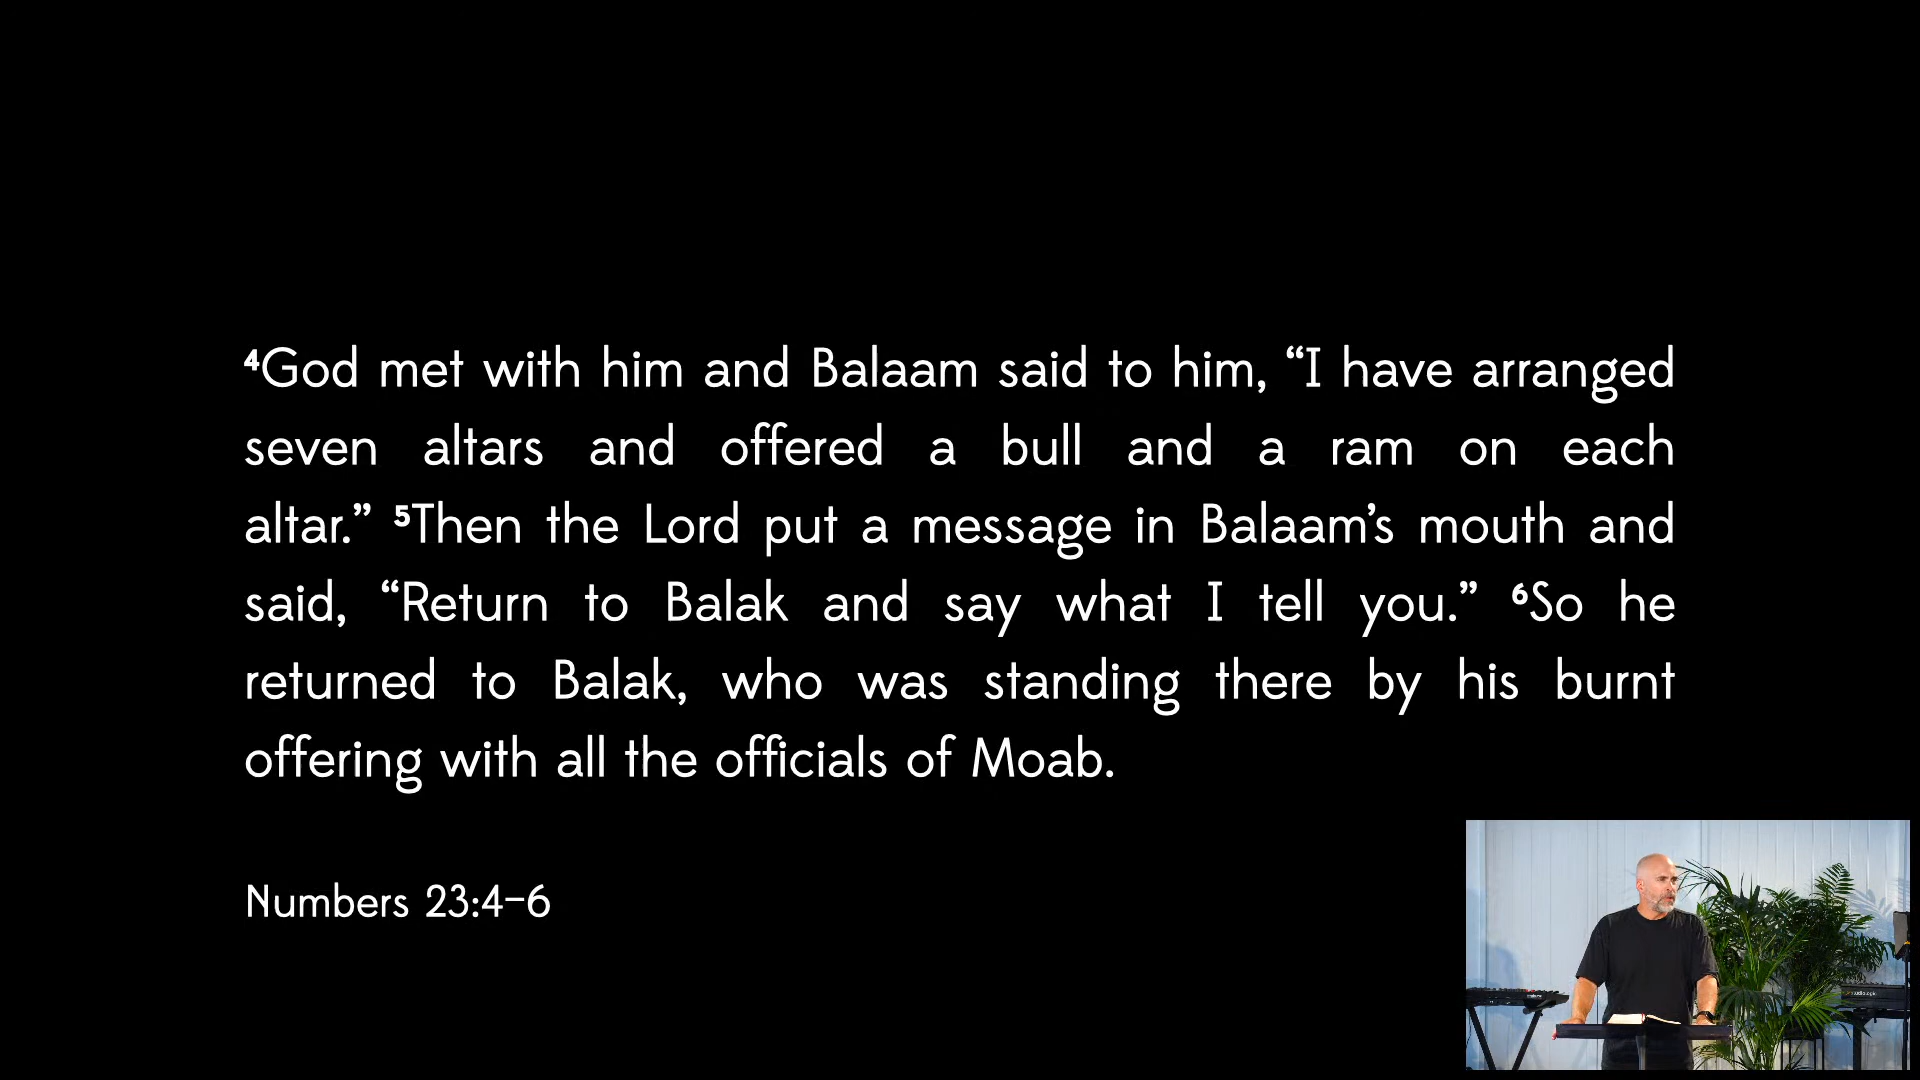 ⁴God met with him and Balaam said to him, “I have arranged
seven altars and offered a bull and a ram on each
altar.” ⁵Then the Lord put a message in Balaam’s mouth and
said, “Return to Balak and say what I tell you.” ⁶So he
returned to Balak, who was standing there by his burnt
offering with all the officials of Moab.
Numbers 23:4–6